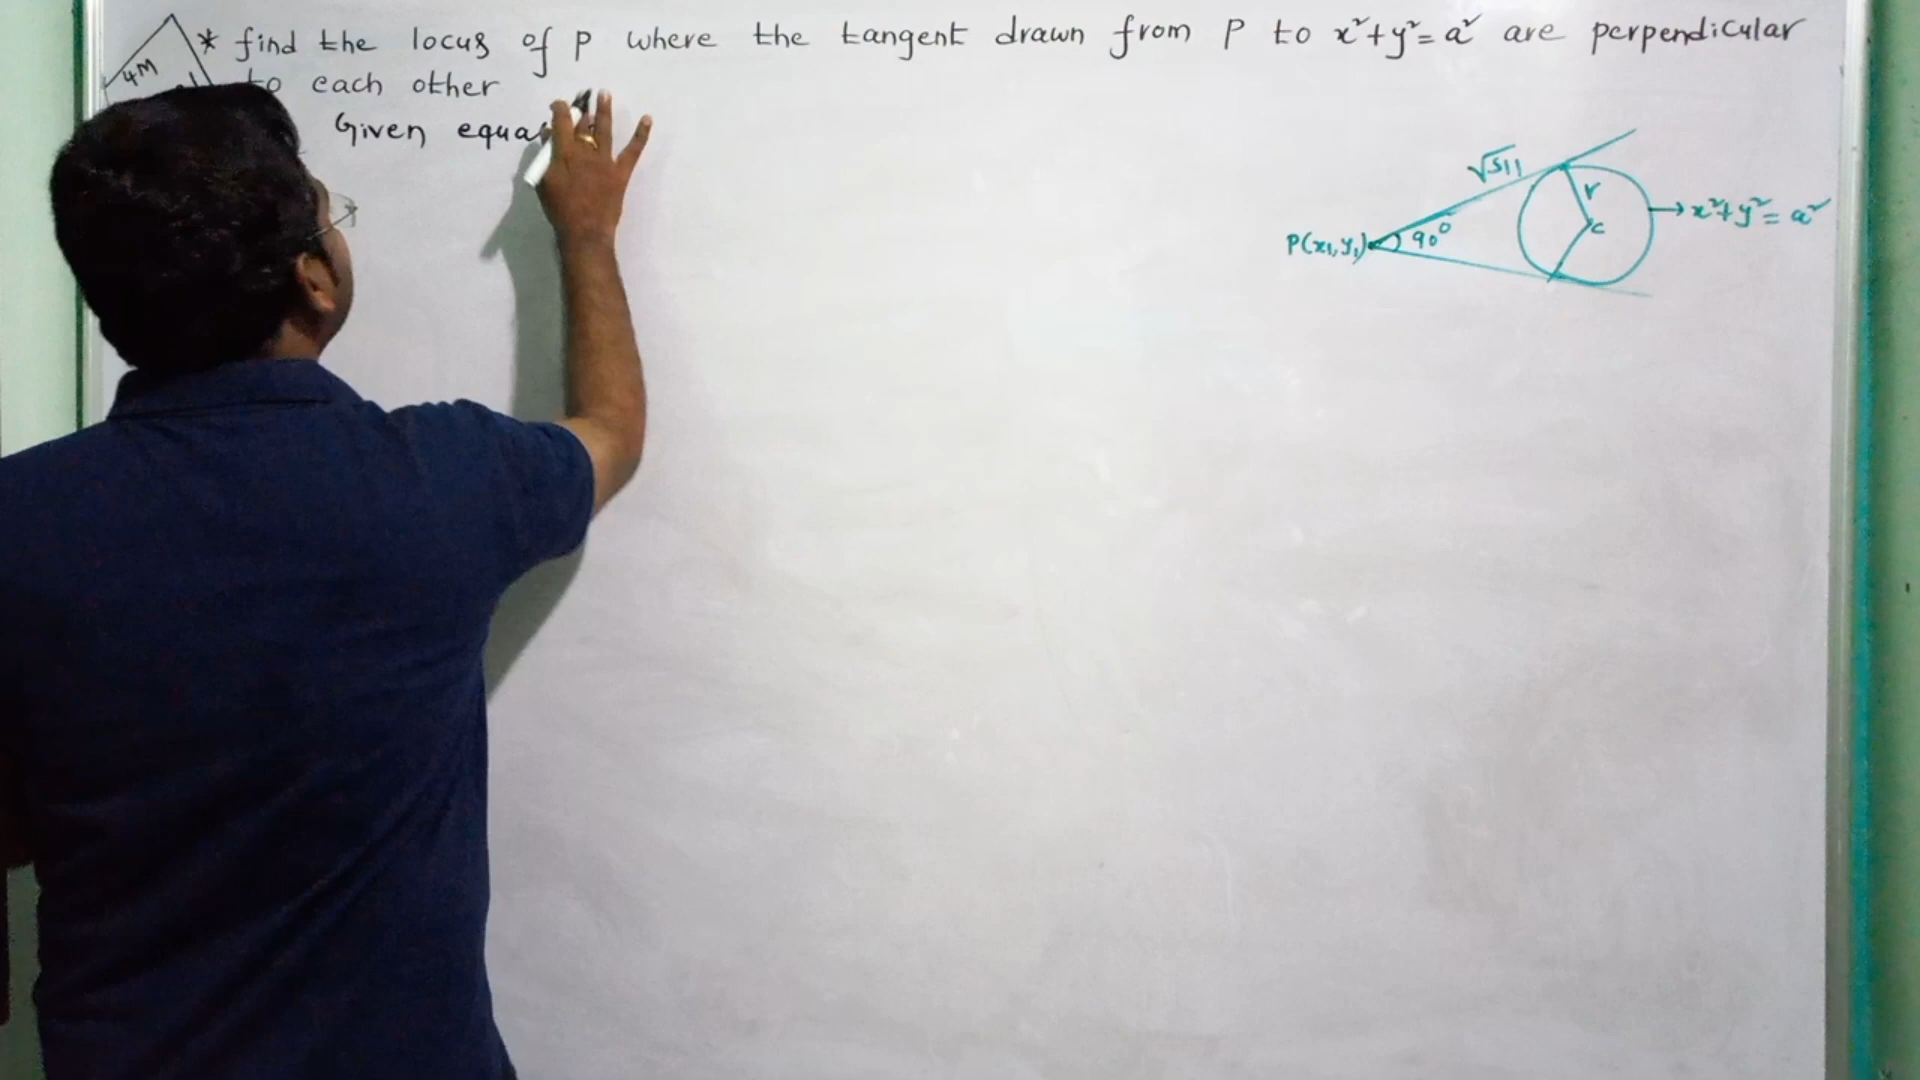 4M
* find the locus of P where the tangent drawn from P to x²+y²=a² are perpendicular
to each other
Given equa
√S11
r
c
P(x1,y1)
90°
x²+y²=a²